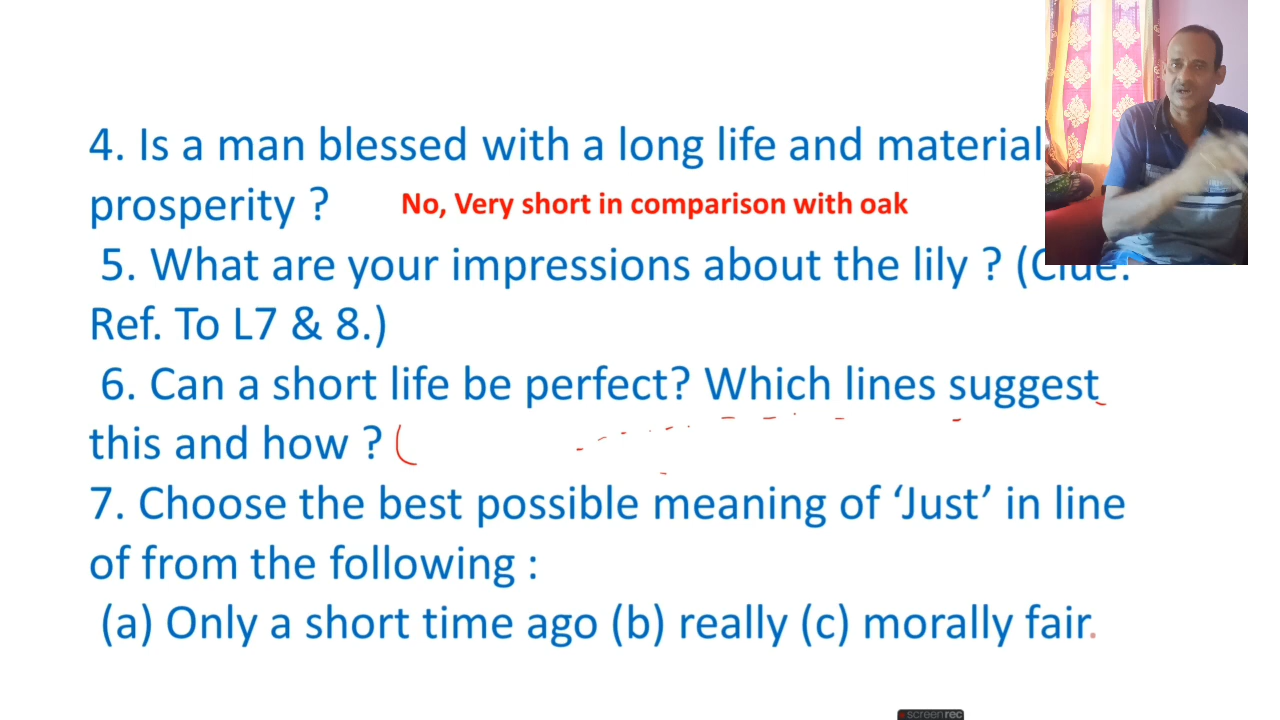 4. Is a man blessed with a long life and material
prosperity ?
No, Very short in comparison with oak
5. What are your impressions about the lily ? (Clue:
Ref. To L7 & 8.)
6. Can a short life be perfect? Which lines suggest
this and how ?
7. Choose the best possible meaning of ‘Just’ in line
of from the following :
(a) Only a short time ago (b) really (c) morally fair.
screenrec